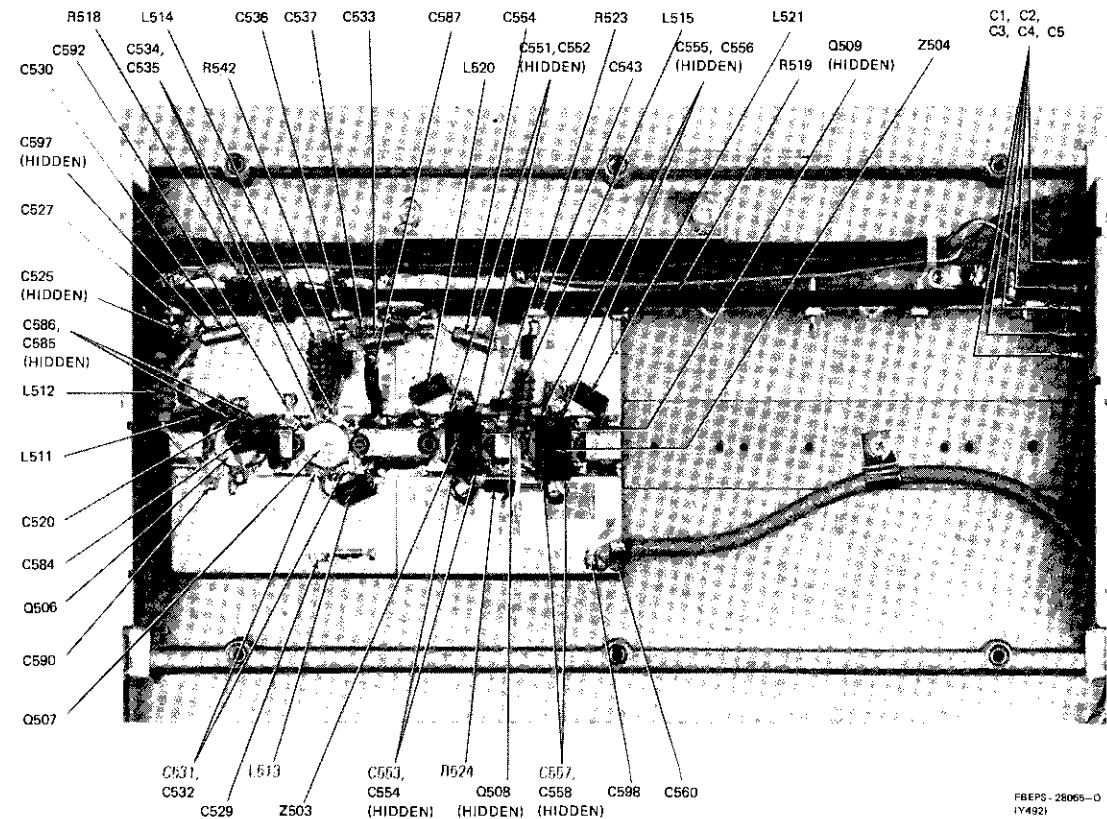 R518 L514 C536 C537 C533 C587 C564 R523 L515 L521 C1, C2,
C3, C4, C5
C592 C534,
C535 R542 L520 C551, C552
(HIDDEN) C543 C555, C556
(HIDDEN) R519 Q509
(HIDDEN) Z504
C530
C597
(HIDDEN)
C527
C525
(HIDDEN)
C586,
C585
(HIDDEN)
L512
L511
C520
C584
Q506
C590
Q507
C531,
C532 C529 L513 Z503 C553,
C554
(HIDDEN) R524 Q508
(HIDDEN) C557,
C558
(HIDDEN) C598 C560
FBEPS-28065-O
(Y492)